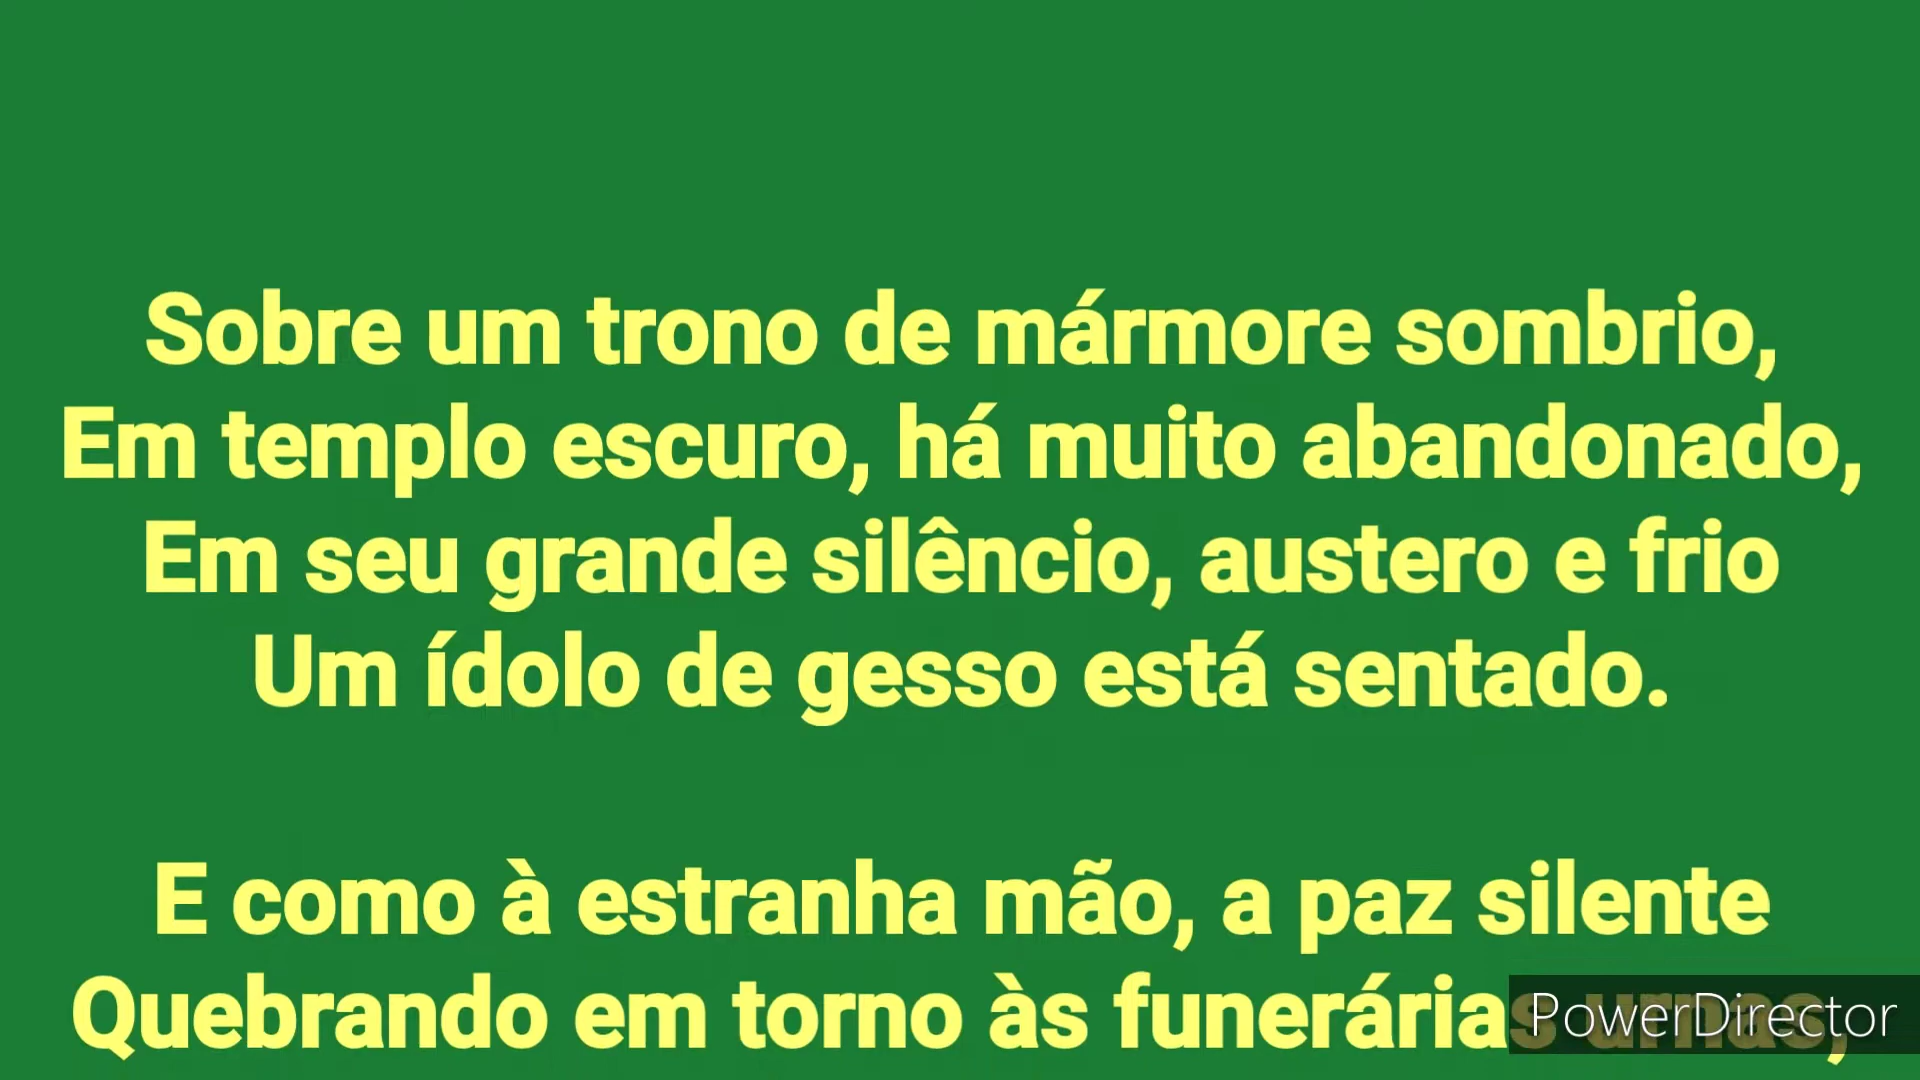 Sobre um trono de mármore sombrio,
Em templo escuro, há muito abandonado,
Em seu grande silêncio, austero e frio
Um ídolo de gesso está sentado.
E como à estranha mão, a paz silente
Quebrando em torno às funerárias urnas,
PowerDirector